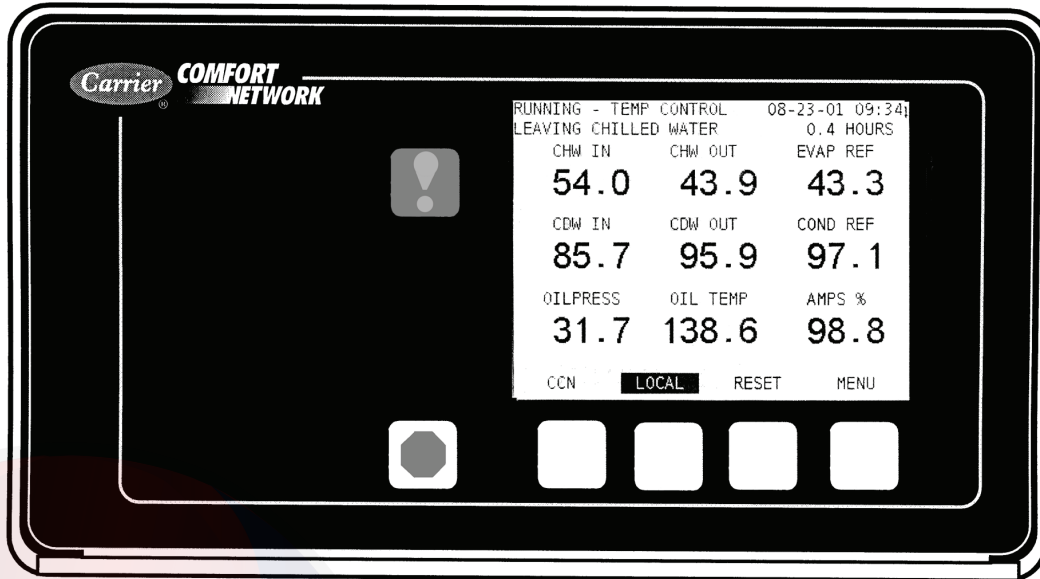 Carrier
®
COMFORT
NETWORK
RUNNING - TEMP CONTROL 08-23-01 09:34
LEAVING CHILLED WATER 0.4 HOURS
CHW IN CHW OUT EVAP REF
54.0 43.9 43.3
CDW IN CDW OUT COND REF
85.7 95.9 97.1
OILPRESS OIL TEMP AMPS %
31.7 138.6 98.8
CCN LOCAL RESET MENU